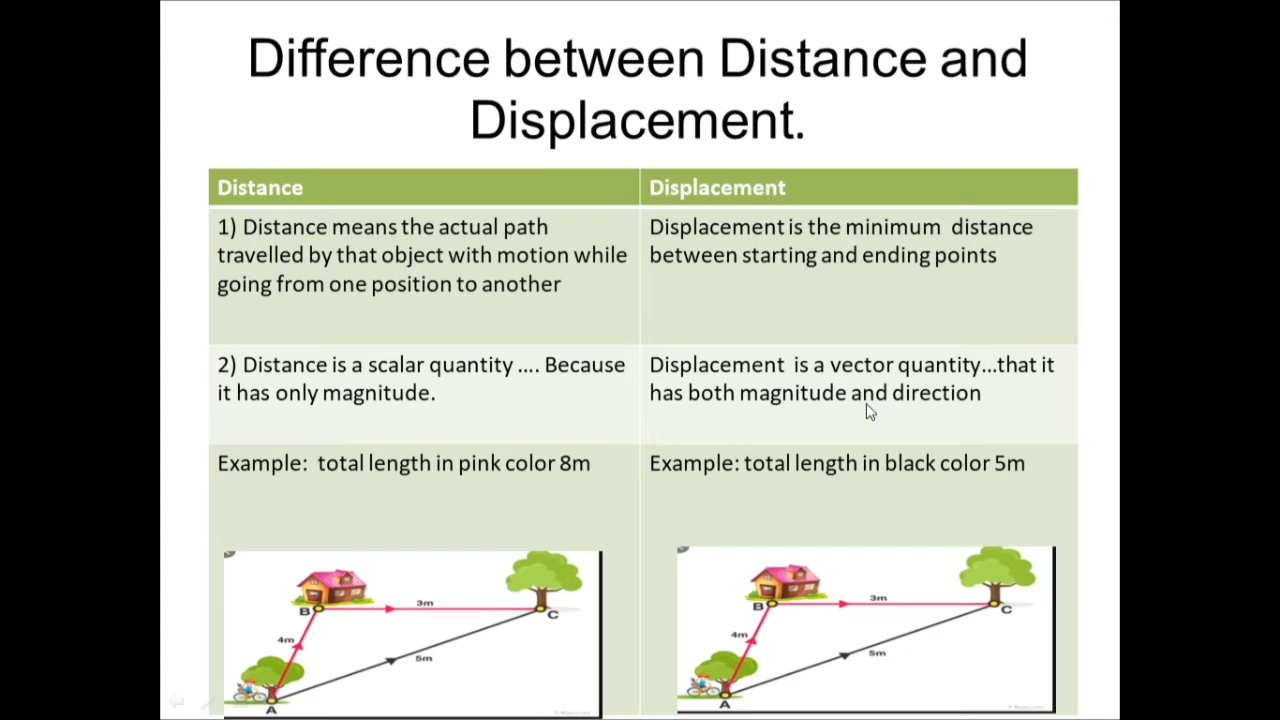 Difference between Distance and
Displacement.
Distance
Displacement
1) Distance means the actual path
travelled by that object with motion while
going from one position to another
Displacement is the minimum  distance
between starting and ending points
2) Distance is a scalar quantity .... Because
it has only magnitude.
Displacement  is a vector quantity...that it
has both magnitude and direction
Example:  total length in pink color 8m
Example: total length in black color 5m
B
3m
C
4m
5m
A
B
3m
C
4m
5m
A